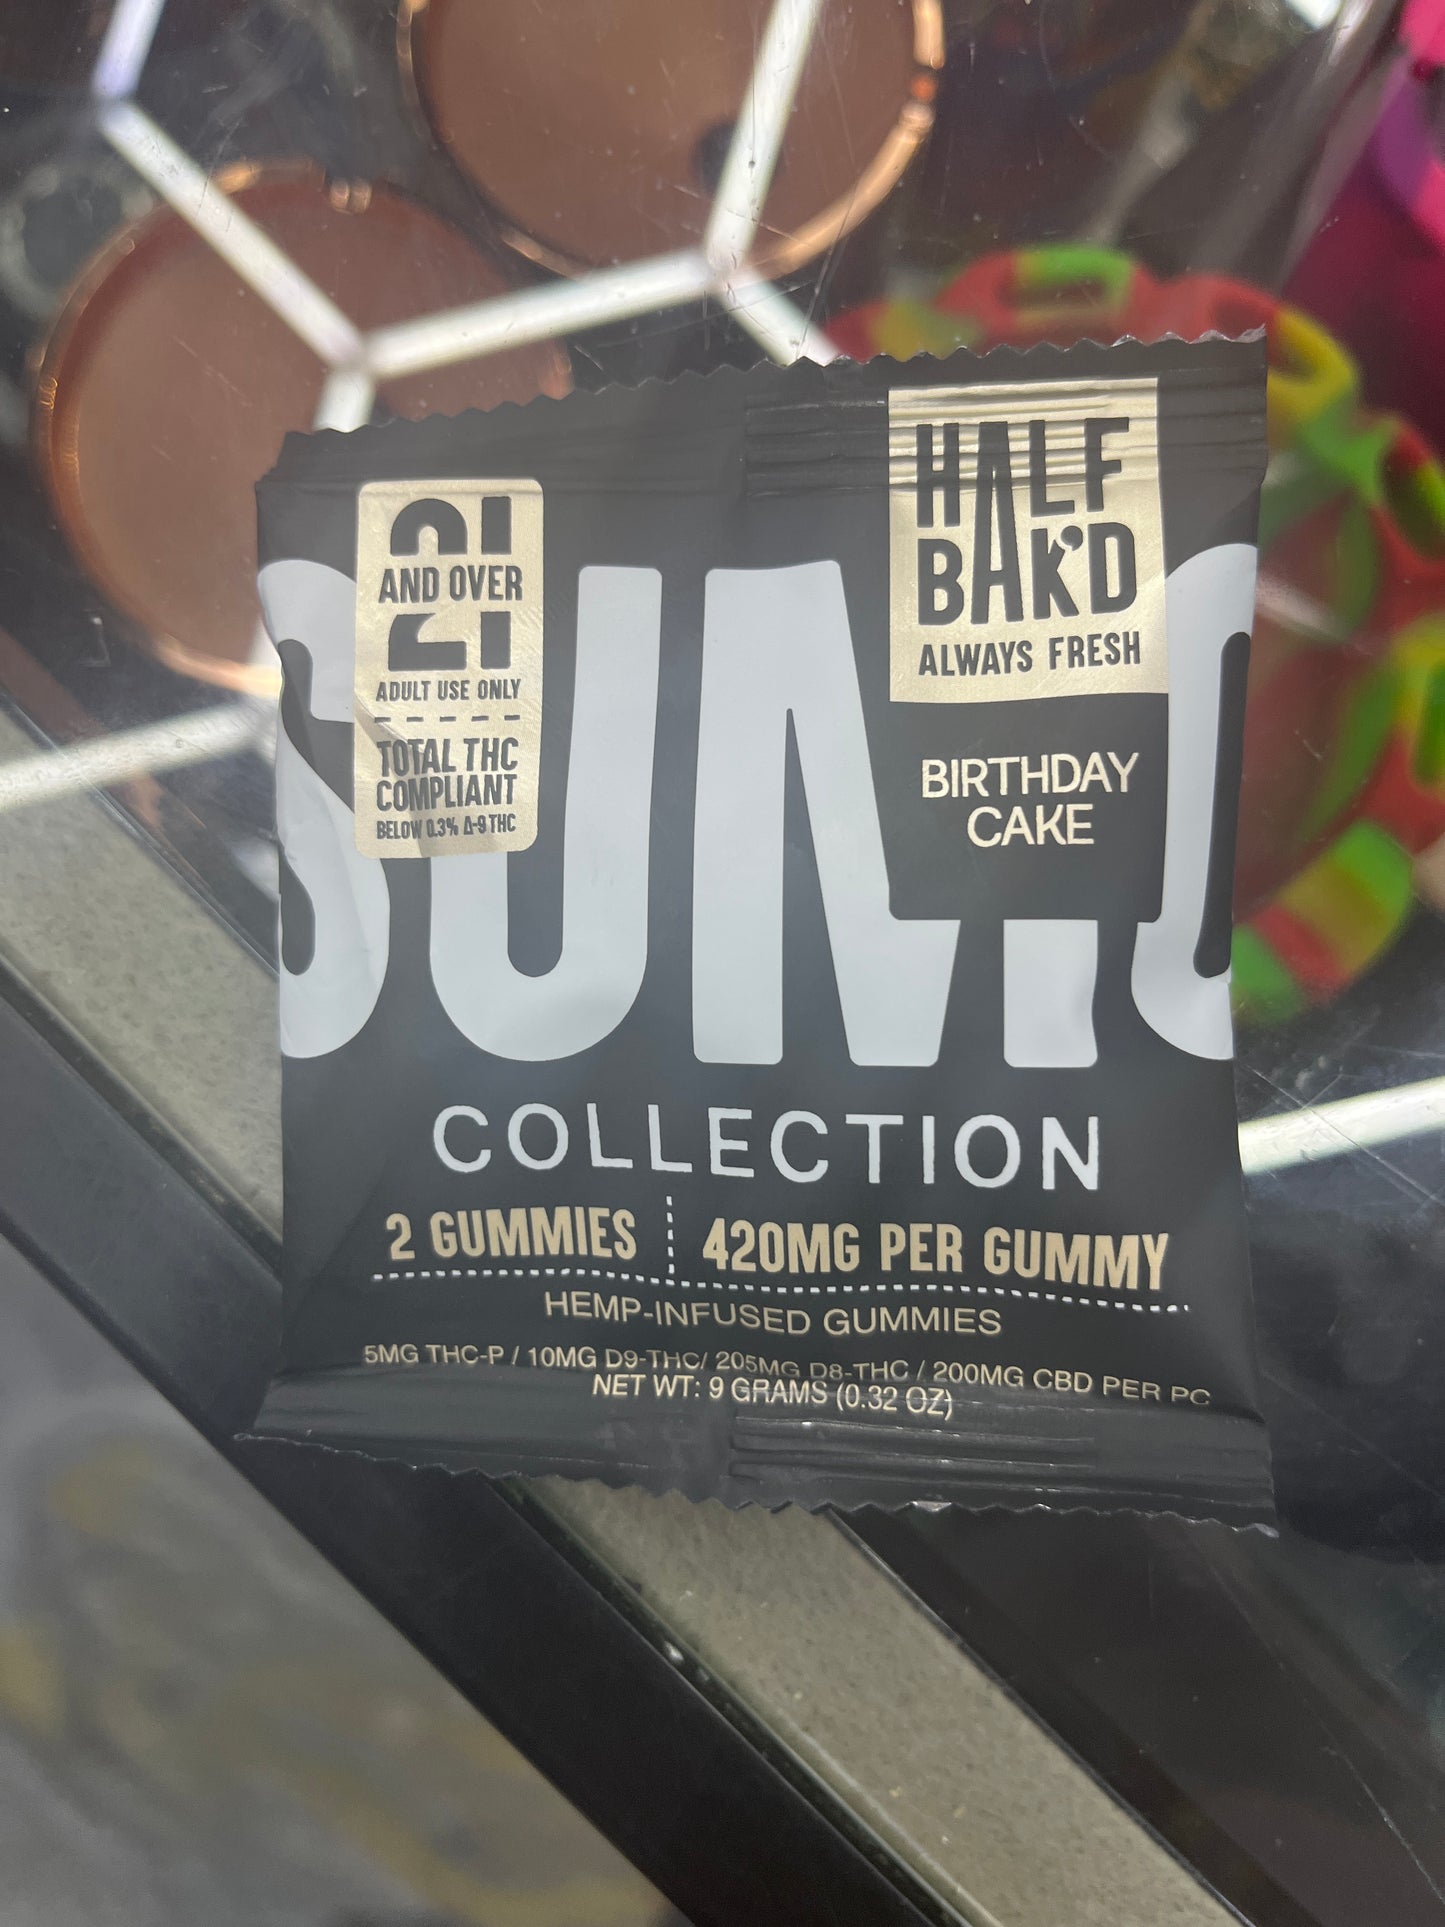 21
AND OVER
21
ADULT USE ONLY
TOTAL THC
COMPLIANT
BELOW 0.3% Δ-9 THC
HALF
BAK'D
ALWAYS FRESH
BIRTHDAY
CAKE
SUM.O
COLLECTION
2 GUMMIES
420MG PER GUMMY
HEMP-INFUSED GUMMIES
5MG THC-P / 10MG D9-THC/ 205MG D8-THC / 200MG CBD PER PC
NET WT: 9 GRAMS (0.32 OZ)